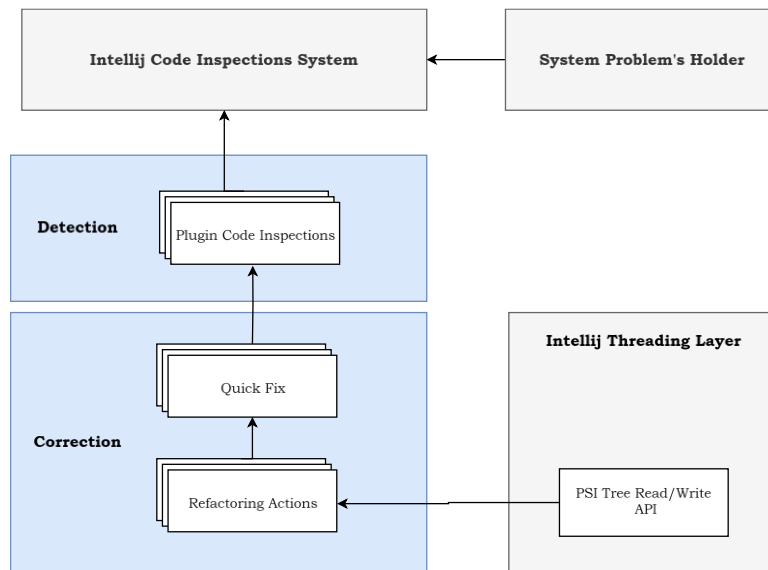 Intellij Code Inspections System
System Problem's Holder
Detection
Plugin Code Inspections
Intellij Threading Layer
Quick Fix
Correction
Refactoring Actions
PSI Tree Read/Write
API